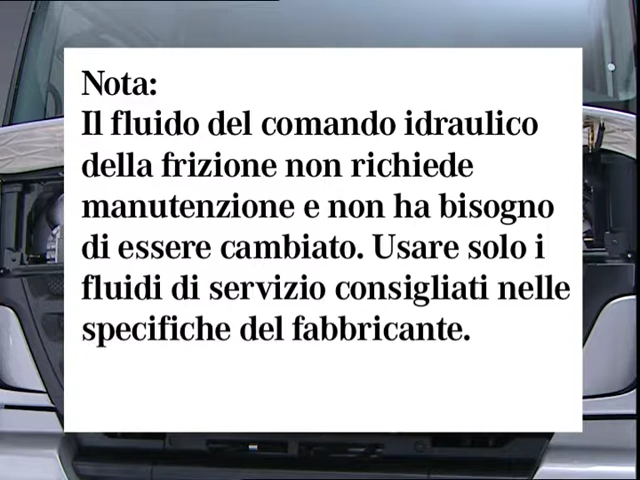 Nota:
Il fluido del comando idraulico
della frizione non richiede
manutenzione e non ha bisogno
di essere cambiato. Usare solo i
fluidi di servizio consigliati nelle
specifiche del fabbricante.